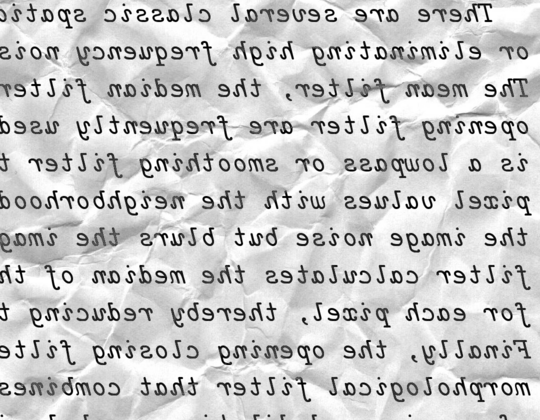 There are several classic spatia
or eliminating high frequency nois
The mean filter, the median filter
opening filter are frequently used
is a lowpass or smoothing filter t
pixel values with the neighborhood
the image noise but blurs the imag
filter calculates the median of th
for each pixel, thereby reducing t
Finally, the opening closing filte
morphological filter that combines